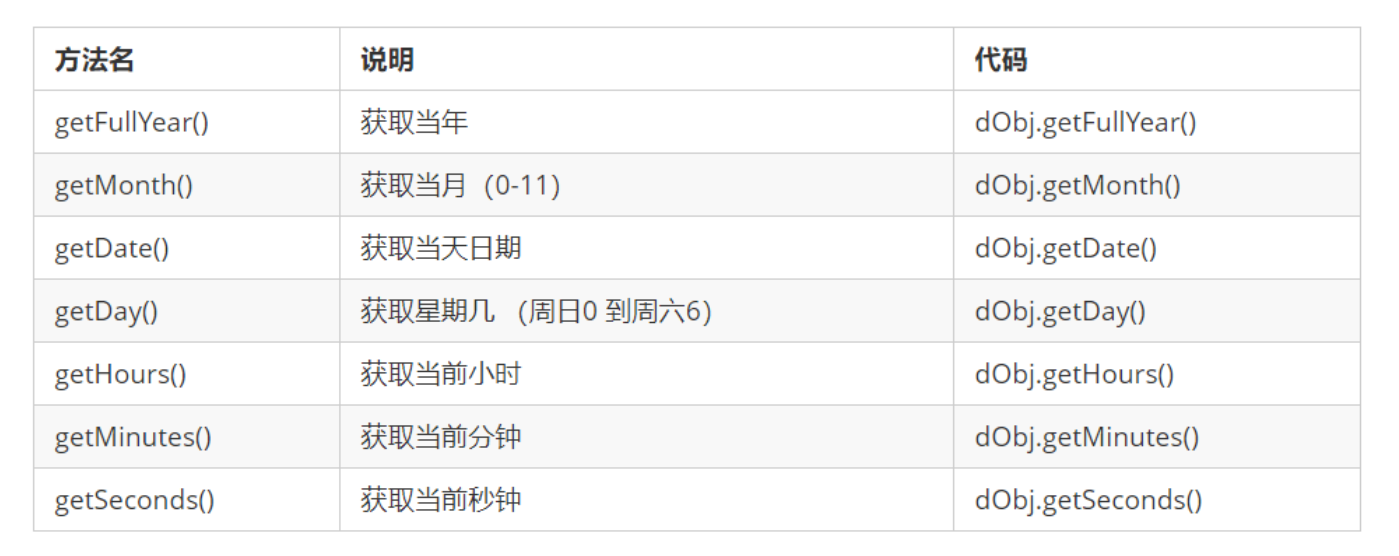 方法名 说明 代码
getFullYear() 获取当年 dObj.getFullYear()
getMonth() 获取当月（0-11） dObj.getMonth()
getDate() 获取当天日期 dObj.getDate()
getDay() 获取星期几 （周日0 到周六6） dObj.getDay()
getHours() 获取当前小时 dObj.getHours()
getMinutes() 获取当前分钟 dObj.getMinutes()
getSeconds() 获取当前秒钟 dObj.getSeconds()